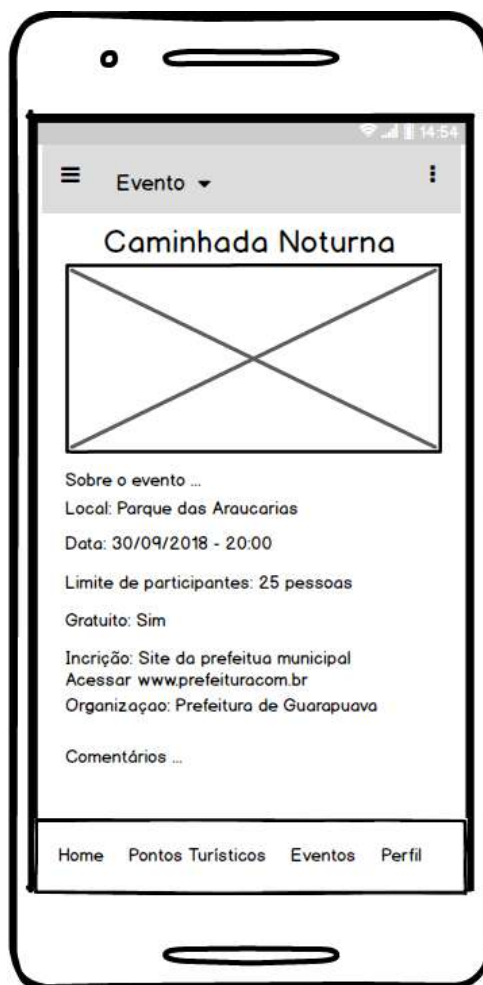 14:54
Evento
Caminhada Noturna
Sobre o evento ...
Local: Parque das Araucarias
Data: 30/09/2018 - 20:00
Limite de participantes: 25 pessoas
Gratuito: Sim
Incrição: Site da prefeitua municipal
Acessar www.prefeituracom.br
Organizaçao: Prefeitura de Guarapuava
Comentários ...
Home Pontos Turísticos Eventos Perfil